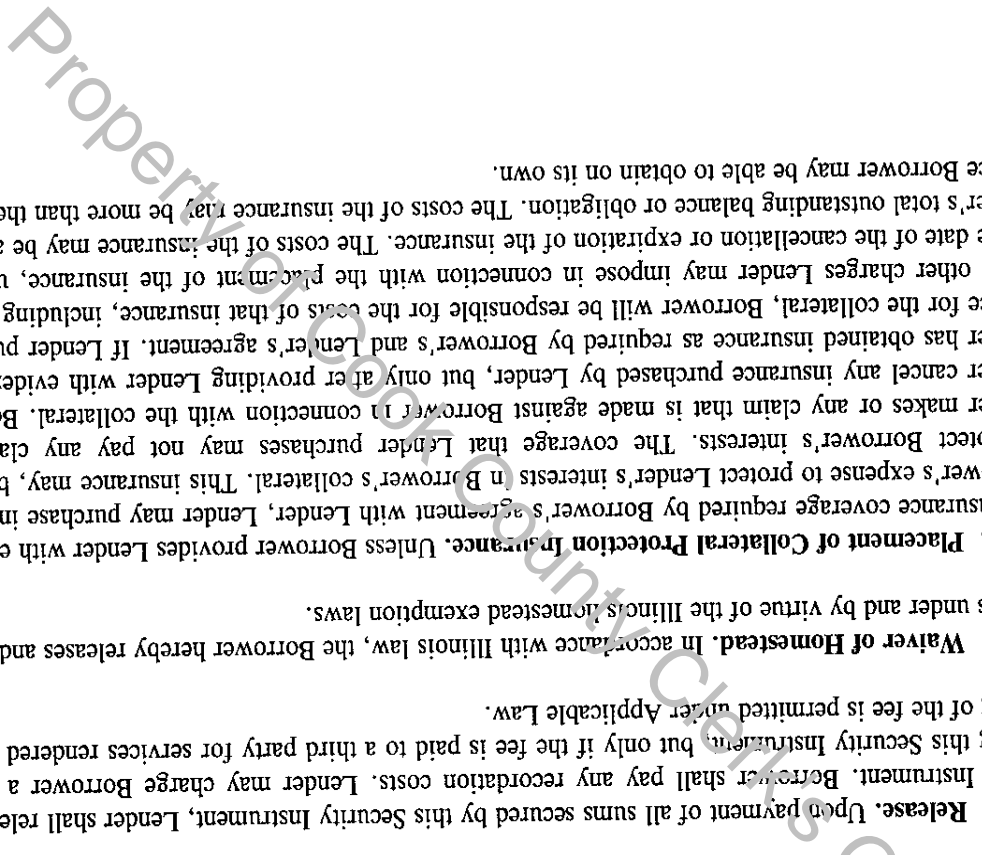 Release. Upon payment of all sums secured by this Security Instrument, Lender shall rele
Instrument. Borrower shall pay any recordation costs. Lender may charge Borrower a
g this Security Instrument, but only if the fee is paid to a third party for services rendered
g of the fee is permitted under Applicable Law.
Waiver of Homestead. In accordance with Illinois law, the Borrower hereby releases and
s under and by virtue of the Illinois homestead exemption laws.
Placement of Collateral Protection Insurance. Unless Borrower provides Lender with e
nsurance coverage required by Borrower's agreement with Lender, Lender may purchase in
wer's expense to protect Lender's interests in Borrower's collateral. This insurance may, b
otect Borrower's interests. The coverage that Lender purchases may not pay any cla
er makes or any claim that is made against Borrower in connection with the collateral. Bo
er cancel any insurance purchased by Lender, but only after providing Lender with evide
er has obtained insurance as required by Borrower's and Lender's agreement. If Lender pu
ce for the collateral, Borrower will be responsible for the costs of that insurance, including
other charges Lender may impose in connection with the placement of the insurance, u
e date of the cancellation or expiration of the insurance. The costs of the insurance may be a
er's total outstanding balance or obligation. The costs of the insurance may be more than the
ce Borrower may be able to obtain on its own.
Property of Cook County Clerk's O